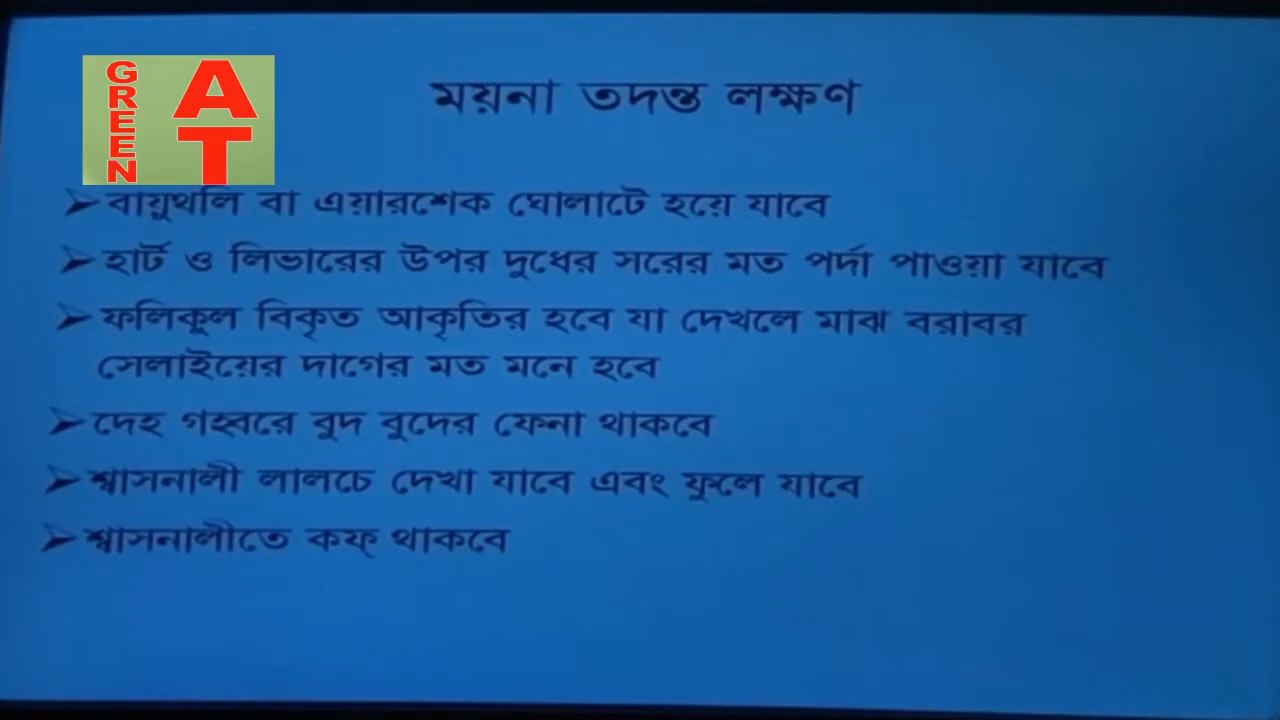 GREEN
AT
ময়না তদন্ত লক্ষণ
➢বায়ুথলি বা এয়ারশেক ঘোলাটে হয়ে যাবে
➢হার্ট ও লিভারের উপর দুধের সরের মত পর্দা পাওয়া যাবে
➢ফলিকুল বিকৃত আকৃতির হবে যা দেখলে মাঝ বরাবর
সেলাইয়ের দাগের মত মনে হবে
➢দেহ গহ্বরে বুদ বুদের ফেনা থাকবে
➢শ্বাসনালী লালচে দেখা যাবে এবং ফুলে যাবে
➢শ্বাসনালীতে কফ্ থাকবে